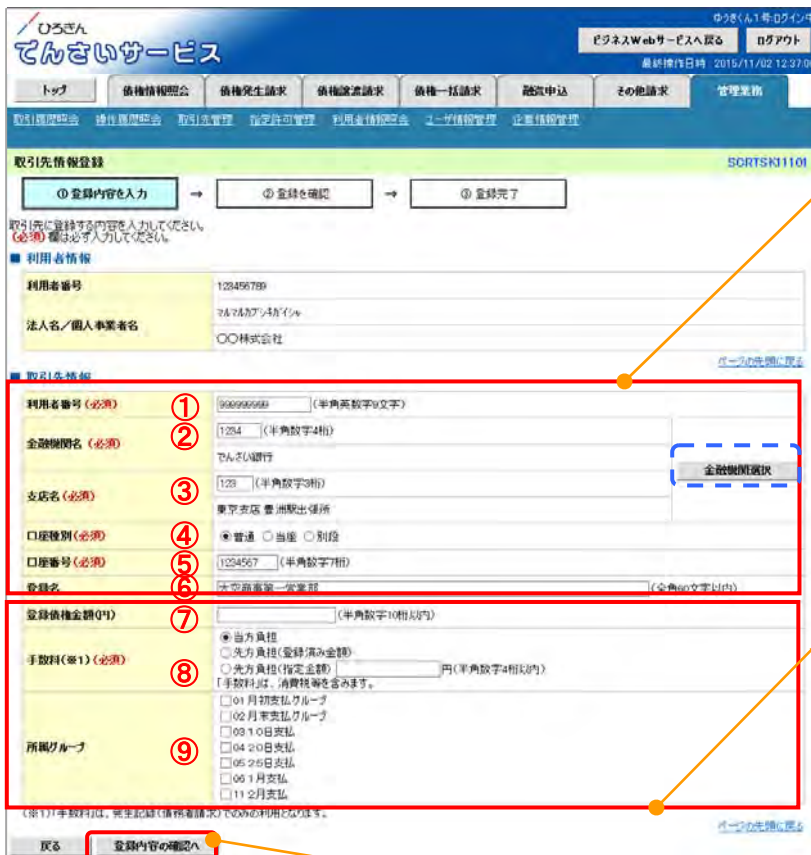 ひろぎん
でんさいサービス
ゆうきくん1号:ログイン中
ビジネスWebサービスへ戻る ログアウト
最終操作日時:2015/11/02 12:37:00
トップ 債権情報照会 債権発生請求 債権譲渡請求 債権一括請求 融資申込 その他請求 管理業務
取引履歴照会 操作履歴照会 取引先管理 指定許可管理 利用者情報照会 ユーザ情報管理 企業情報管理
取引先情報登録 SCRTSK11101
① 登録内容を入力 → ② 登録を確認 → ③ 登録完了
取引先に登録する内容を入力してください。
(必須)欄は必ず入力してください。
■ 利用者情報
利用者番号 123456789
法人名/個人事業者名 マルマルカブシキガイシャ
〇〇株式会社
ページの先頭に戻る
■ 取引先情報
利用者番号(必須) ① 999999999 (半角英数字9文字)
金融機関名(必須) ② 1234 (半角数字4桁)
でんさい銀行
金融機関選択
支店名(必須) ③ 123 (半角数字3桁)
東京支店 豊洲駅出張所
口座種別(必須) ④ 普通 当座 別段
口座番号(必須) ⑤ 1234567 (半角数字7桁)
登録名 ⑥ 大空商事第一営業部 (全角60文字以内)
登録債権金額(円) ⑦ (半角数字10桁以内)
手数料(※1)(必須) ⑧ 当方負担
先方負担(登録済み金額)
先方負担(指定金額) 円(半角数字4桁以内)
「手数料」は、消費税等を含みます。
所属グループ ⑨ 01 月初支払グループ
02 月末支払グループ
03 10日支払
04 20日支払
05 25日支払
06 1月支払
11 2月支払
(※1)「手数料」は、発生記録(債務者請求)でのみの利用となります。
ページの先頭に戻る
戻る 登録内容の確認へ